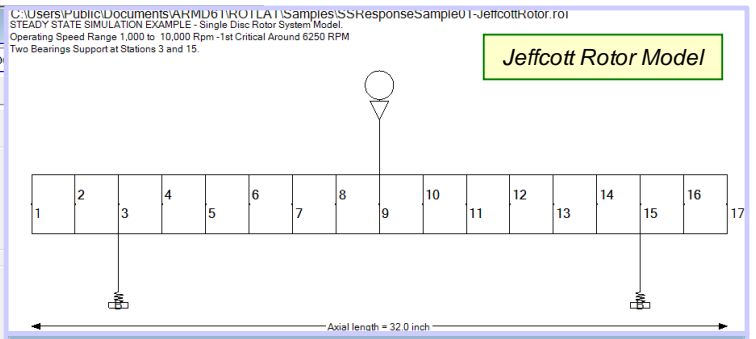 C:\Users\Public\Documents\ARMD61\ROTLAT\Samples\SSResponseSample01-JeffcottRotor.rol
STEADY STATE SIMULATION EXAMPLE - Single Disc Rotor System Model.
Operating Speed Range 1,000 to 10,000 Rpm -1st Critical Around 6250 RPM
Two Bearings Support at Stations 3 and 15.
Jeffcott Rotor Model
1 2 3 4 5 6 7 8 9 10 11 12 13 14 15 16 17
B B
Axial length = 32.0 inch